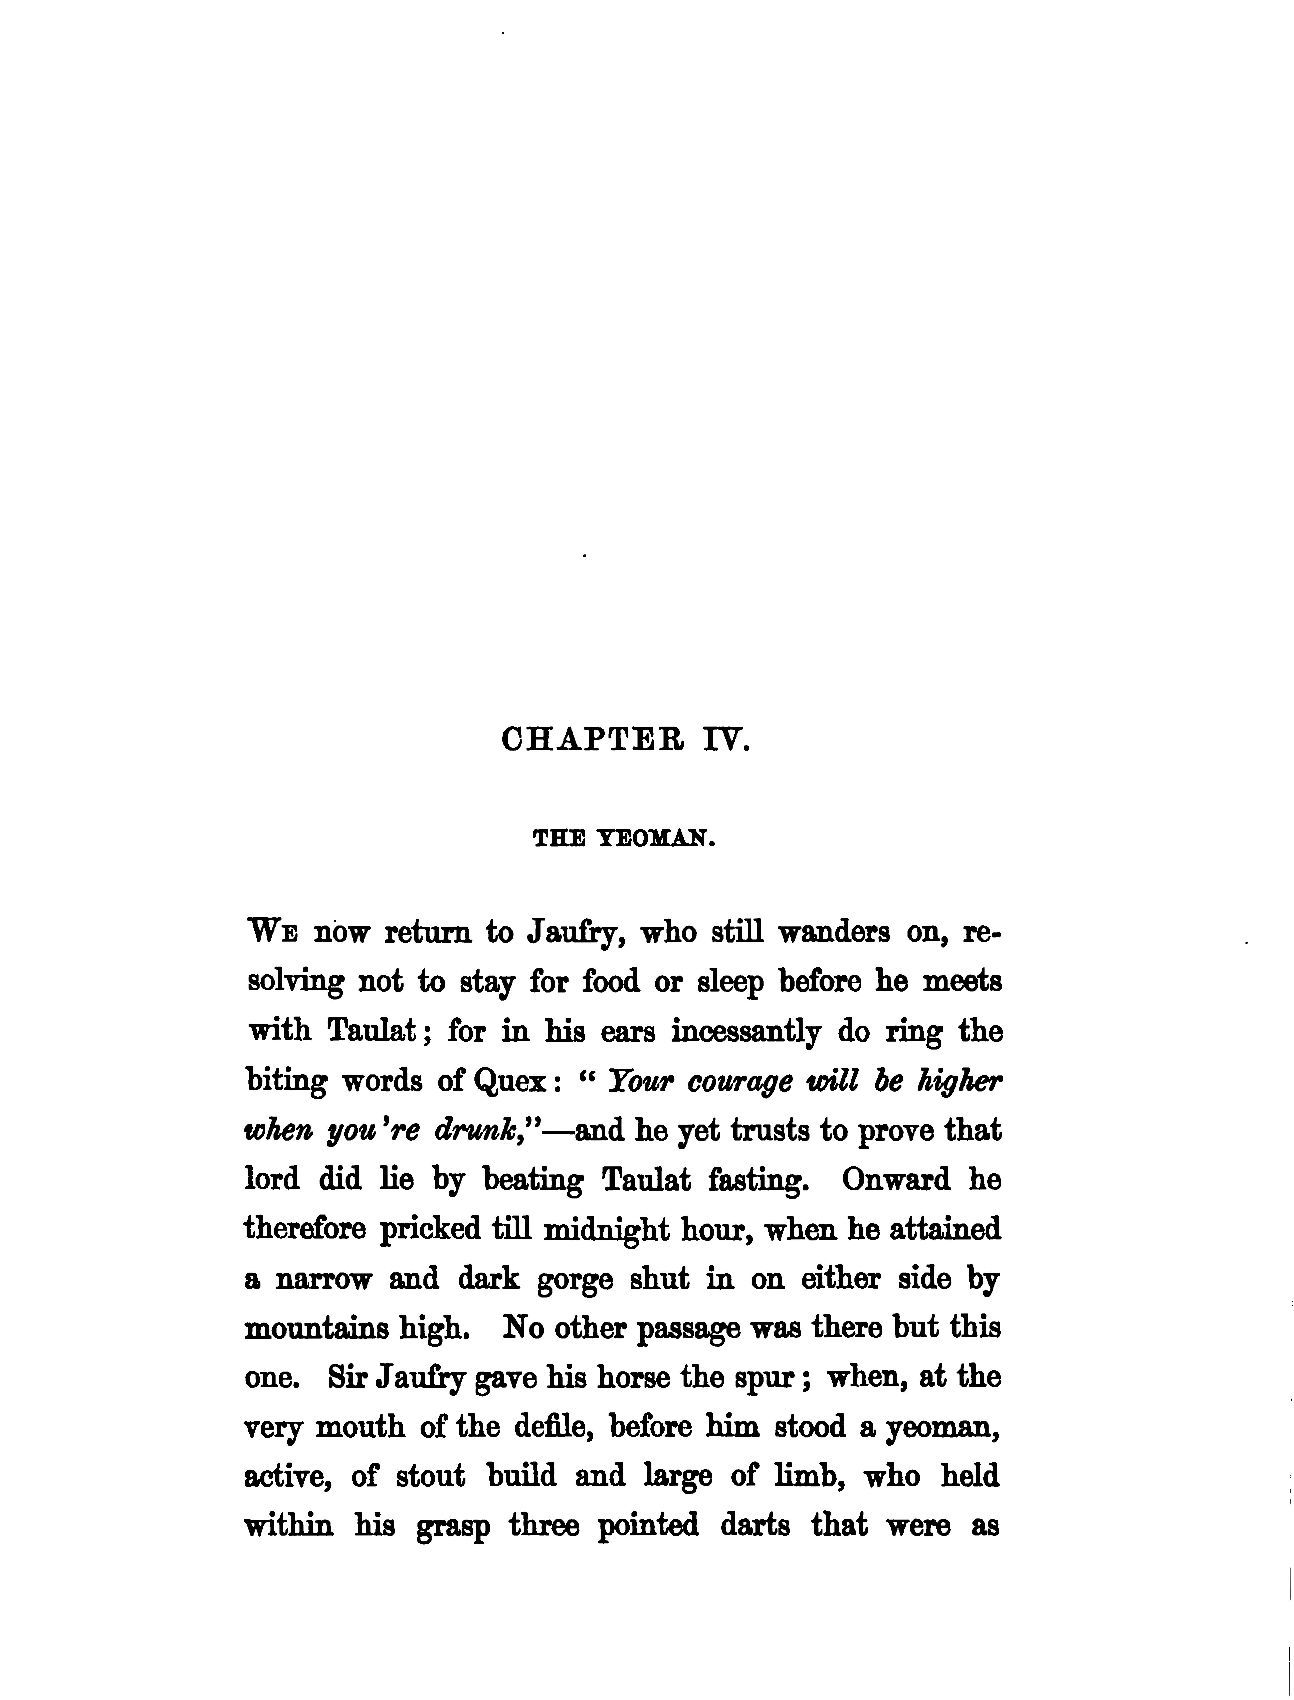 CHAPTER IV.
THE YEOMAN.
We now return to Jaufry, who still wanders on, re-
solving not to stay for food or sleep before he meets
with Taulat; for in his ears incessantly do ring the
biting words of Quex: “Your courage will be higher
when you're drunk,”—and he yet trusts to prove that
lord did lie by beating Taulat fasting. Onward he
therefore pricked till midnight hour, when he attained
a narrow and dark gorge shut in on either side by
mountains high. No other passage was there but this
one. Sir Jaufry gave his horse the spur; when, at the
very mouth of the defile, before him stood a yeoman,
active, of stout build and large of limb, who held
within his grasp three pointed darts that were as